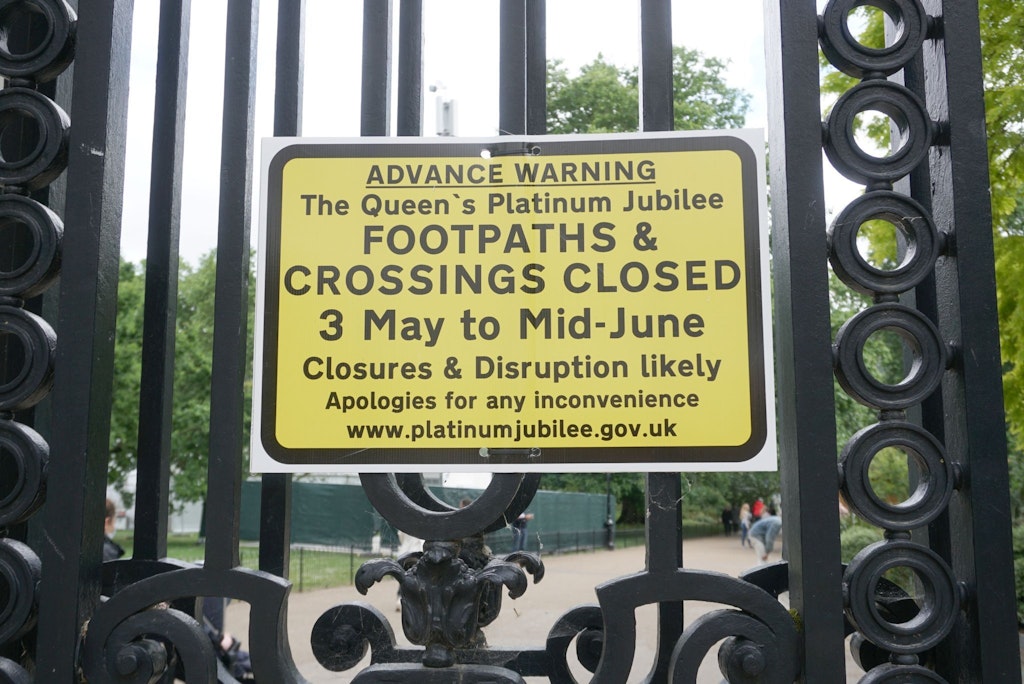 ADVANCE WARNING
The Queen`s Platinum Jubilee
FOOTPATHS &
CROSSINGS CLOSED
3 May to Mid-June
Closures & Disruption likely
Apologies for any inconvenience
www.platinumjubilee.gov.uk